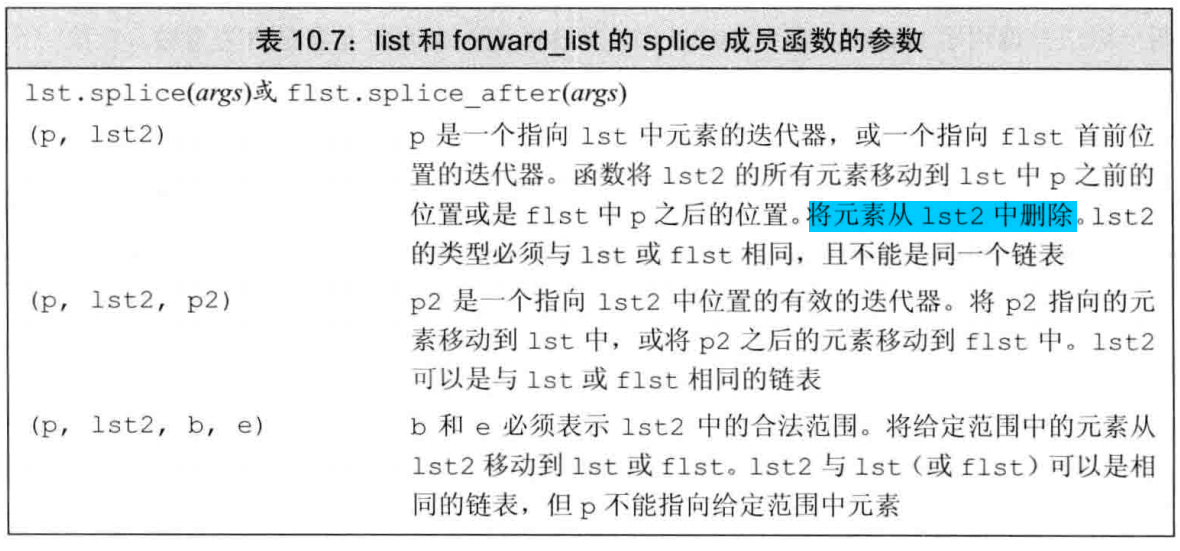 表 10.7：list 和 forward_list 的 splice 成员函数的参数
lst.splice(args)或 flst.splice_after(args)
(p, lst2) p 是一个指向 lst 中元素的迭代器，或一个指向 flst 首前位
置的迭代器。函数将 lst2 的所有元素移动到 lst 中 p 之前的
位置或是 flst 中 p 之后的位置。将元素从 lst2 中删除。lst2
的类型必须与 lst 或 flst 相同，且不能是同一个链表
(p, lst2, p2) p2 是一个指向 lst2 中位置的有效的迭代器。将 p2 指向的元
素移动到 lst 中，或将 p2 之后的元素移动到 flst 中。lst2
可以是与 lst 或 flst 相同的链表
(p, lst2, b, e) b 和 e 必须表示 lst2 中的合法范围。将给定范围中的元素从
lst2 移动到 lst 或 flst。lst2 与 lst（或 flst）可以是相
同的链表，但 p 不能指向给定范围中元素